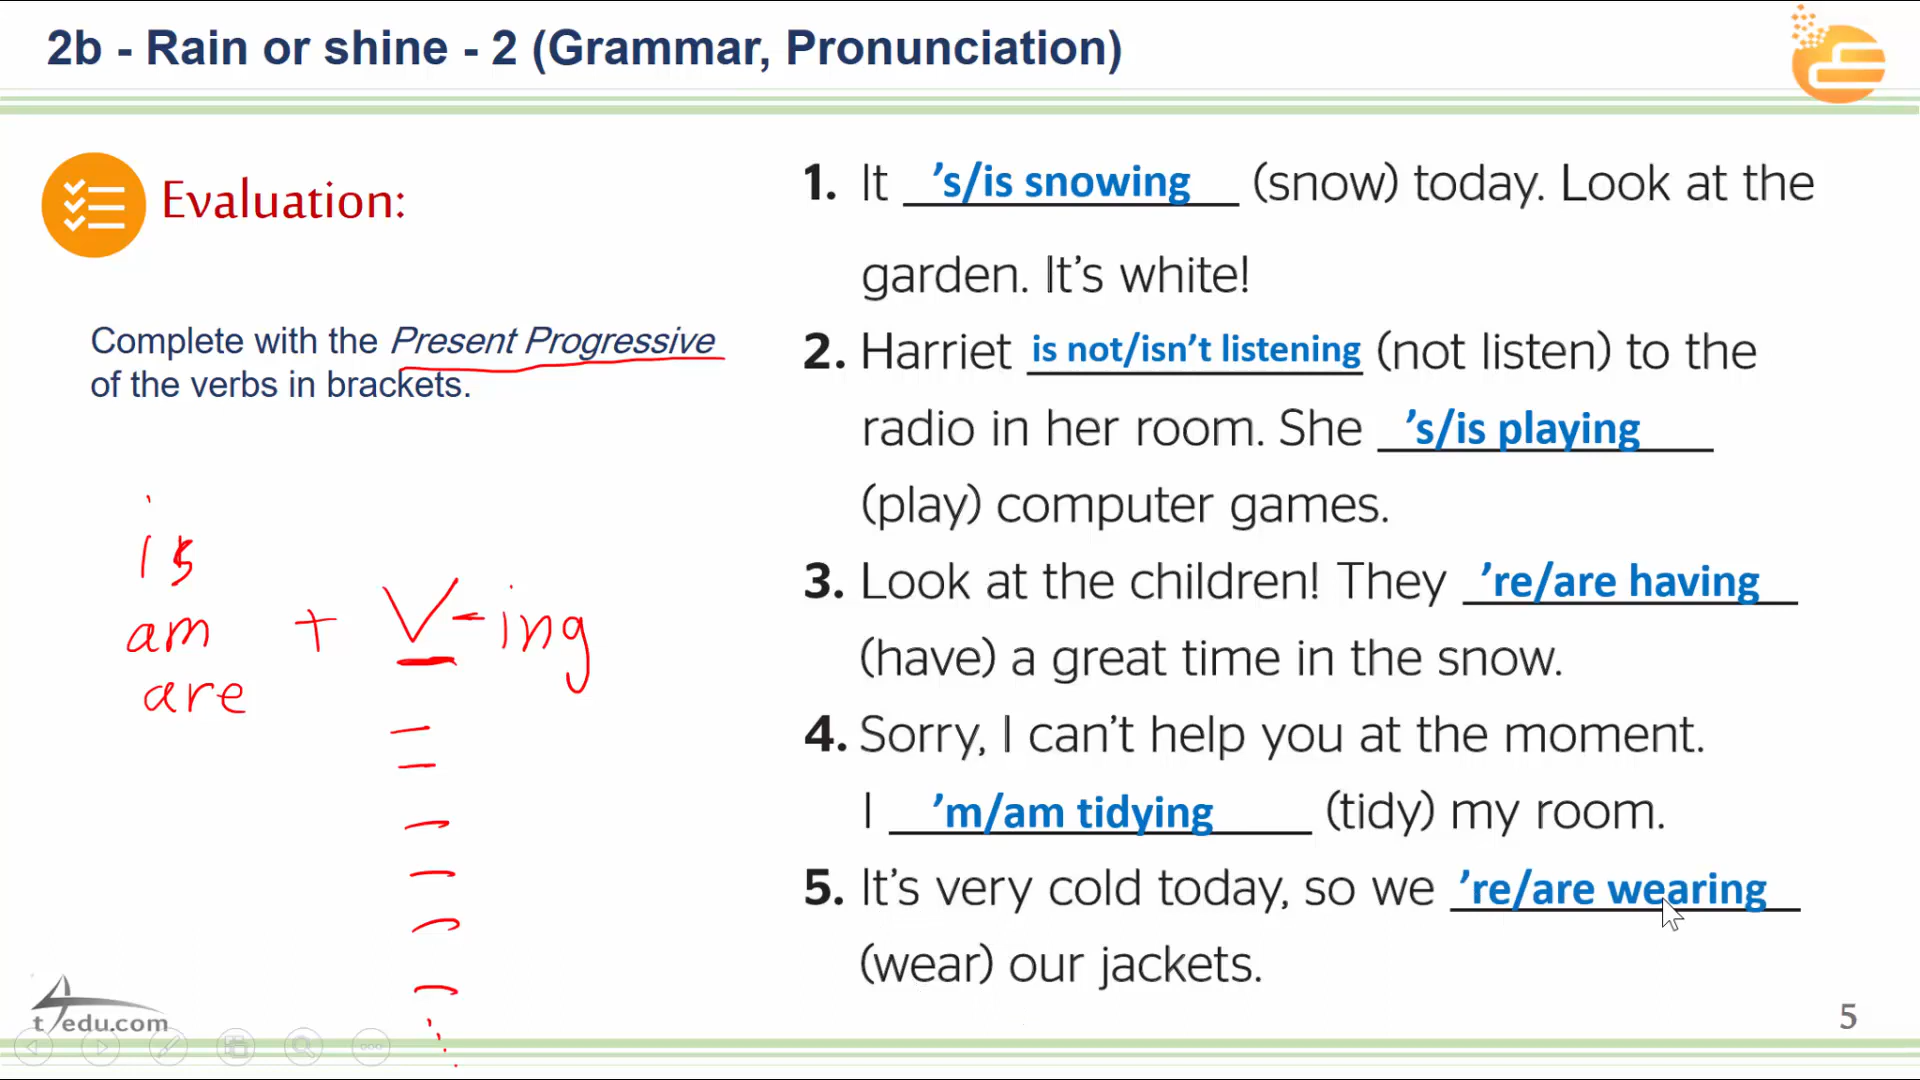 2b - Rain or shine - 2 (Grammar, Pronunciation)
Evaluation:
Complete with the Present Progressive
of the verbs in brackets.
is
am + V-ing
are
1. It 's/is snowing (snow) today. Look at the
garden. It's white!
2. Harriet is not/isn't listening (not listen) to the
radio in her room. She 's/is playing
(play) computer games.
3. Look at the children! They 're/are having
(have) a great time in the snow.
4. Sorry, I can't help you at the moment.
I 'm/am tidying (tidy) my room.
5. It's very cold today, so we 're/are wearing
(wear) our jackets.
edu.com
5